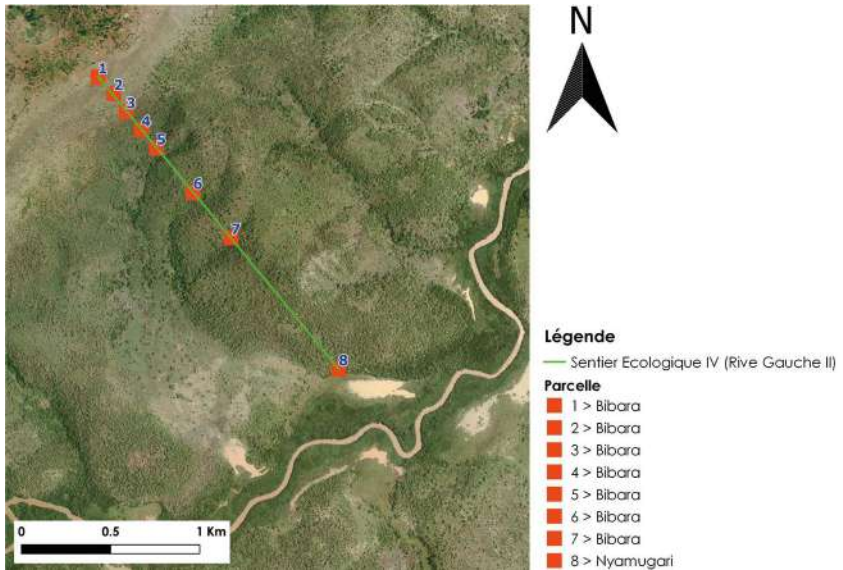 1
2
3
4
5
6
7
8
0 0.5 1 Km
N
Légende
Sentier Ecologique IV (Rive Gauche II)
Parcelle
1 > Bibara
2 > Bibara
3 > Bibara
4 > Bibara
5 > Bibara
6 > Bibara
7 > Bibara
8 > Nyamugari